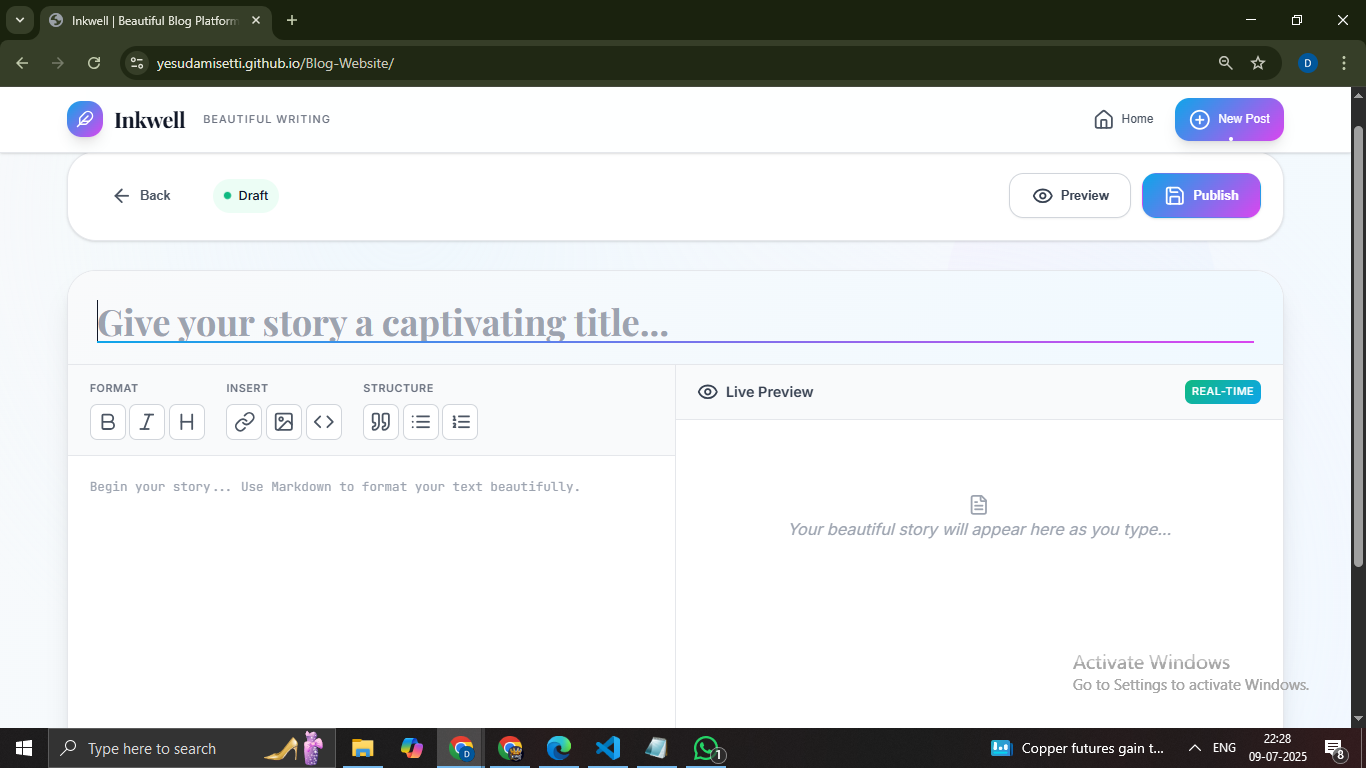 Inkwell | Beautiful Blog Platform
yesudamisetti.github.io/Blog-Website/
D
Inkwell
BEAUTIFUL WRITING
Home
New Post
Back
Draft
Preview
Publish
Give your story a captivating title...
FORMAT
INSERT
STRUCTURE
B
I
H
Live Preview
REAL-TIME
Begin your story... Use Markdown to format your text beautifully.
Your beautiful story will appear here as you type...
Activate Windows
Go to Settings to activate Windows.
Type here to search
D
1
Copper futures gain t...
ENG
22:28
09-07-2025
8